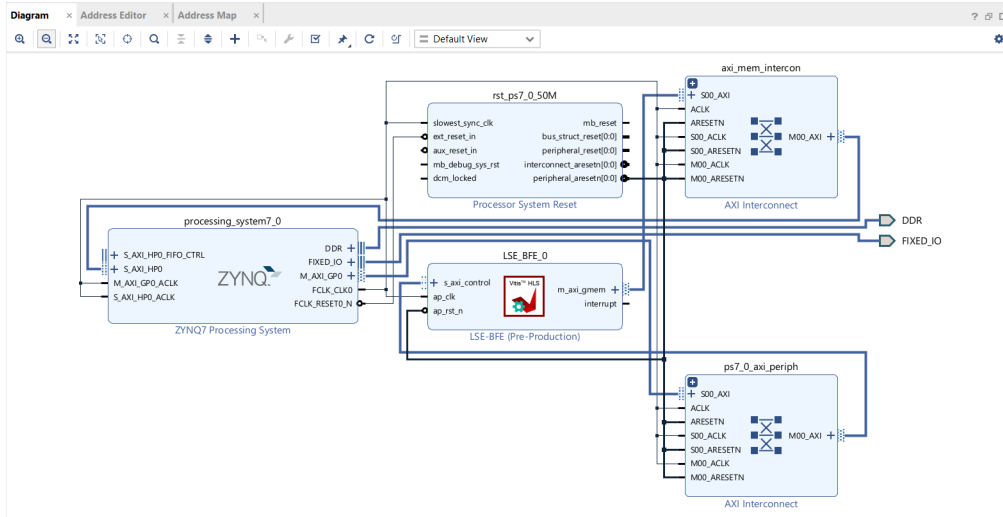 Diagram × Address Editor × Address Map × ?
Default View
axi_mem_intercon
S00_AXI
ACLK
ARESETN
S00_ACLK
M00_AXI
S00_ARESETN
M00_ACLK
M00_ARESETN
AXI Interconnect
rst_ps7_0_50M
slowest_sync_clk
mb_reset
ext_reset_in
bus_struct_reset[0:0]
aux_reset_in
peripheral_reset[0:0]
mb_debug_sys_rst
interconnect_aresetn[0:0]
dcm_locked
peripheral_aresetn[0:0]
Processor System Reset
processing_system7_0
S_AXI_HP0_FIFO_CTRL
S_AXI_HP0
M_AXI_GP0_ACLK
S_AXI_HP0_ACLK
ZYNQ.
DDR
FIXED_IO
M_AXI_GP0
FCLK_CLK0
FCLK_RESET0_N
ZYNQ7 Processing System
DDR
FIXED_IO
LSE_BFE_0
s_axi_control
ap_clk
ap_rst_n
Vitis™ HLS
m_axi_gmem
interrupt
LSE-BFE (Pre-Production)
ps7_0_axi_periph
S00_AXI
ACLK
ARESETN
S00_ACLK
M00_AXI
S00_ARESETN
M00_ACLK
M00_ARESETN
AXI Interconnect